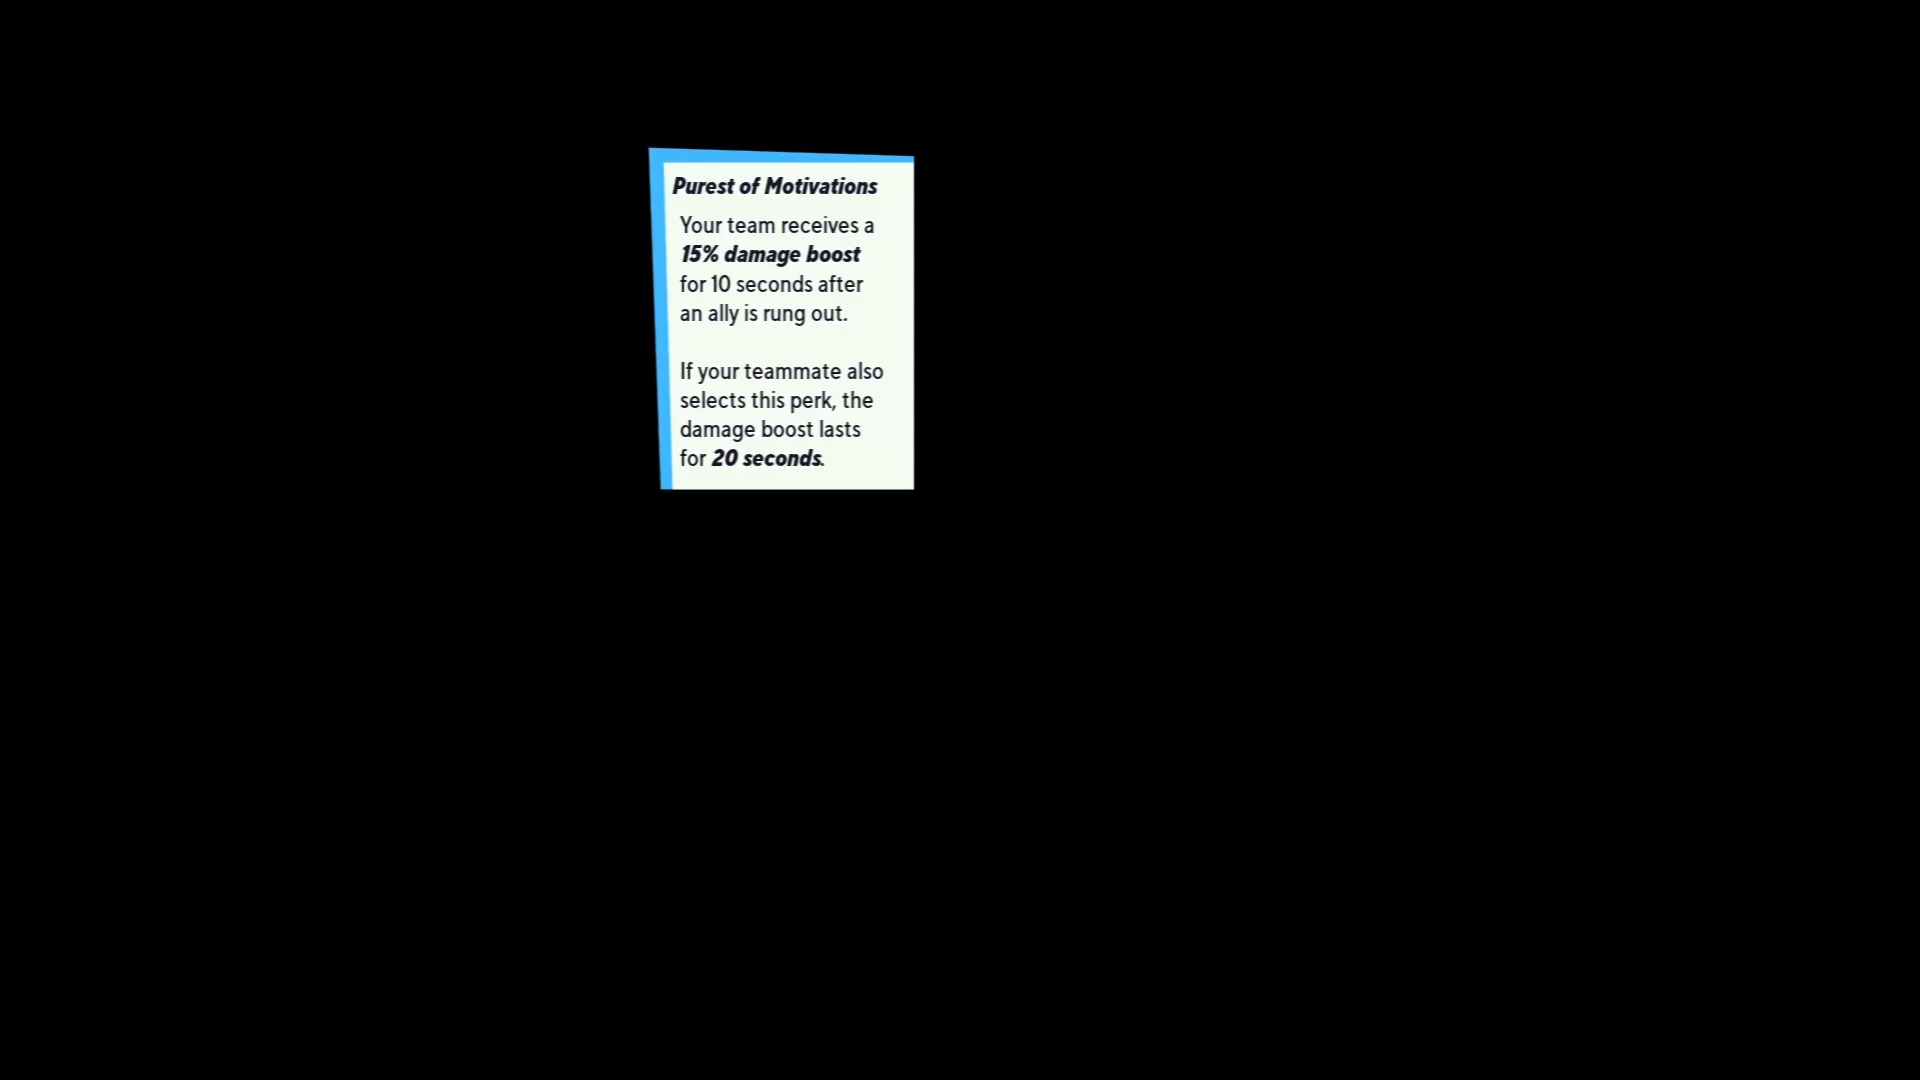 Purest of Motivations
Your team receives a
15% damage boost
for 10 seconds after
an ally is rung out.
If your teammate also
selects this perk, the
damage boost lasts
for 20 seconds.